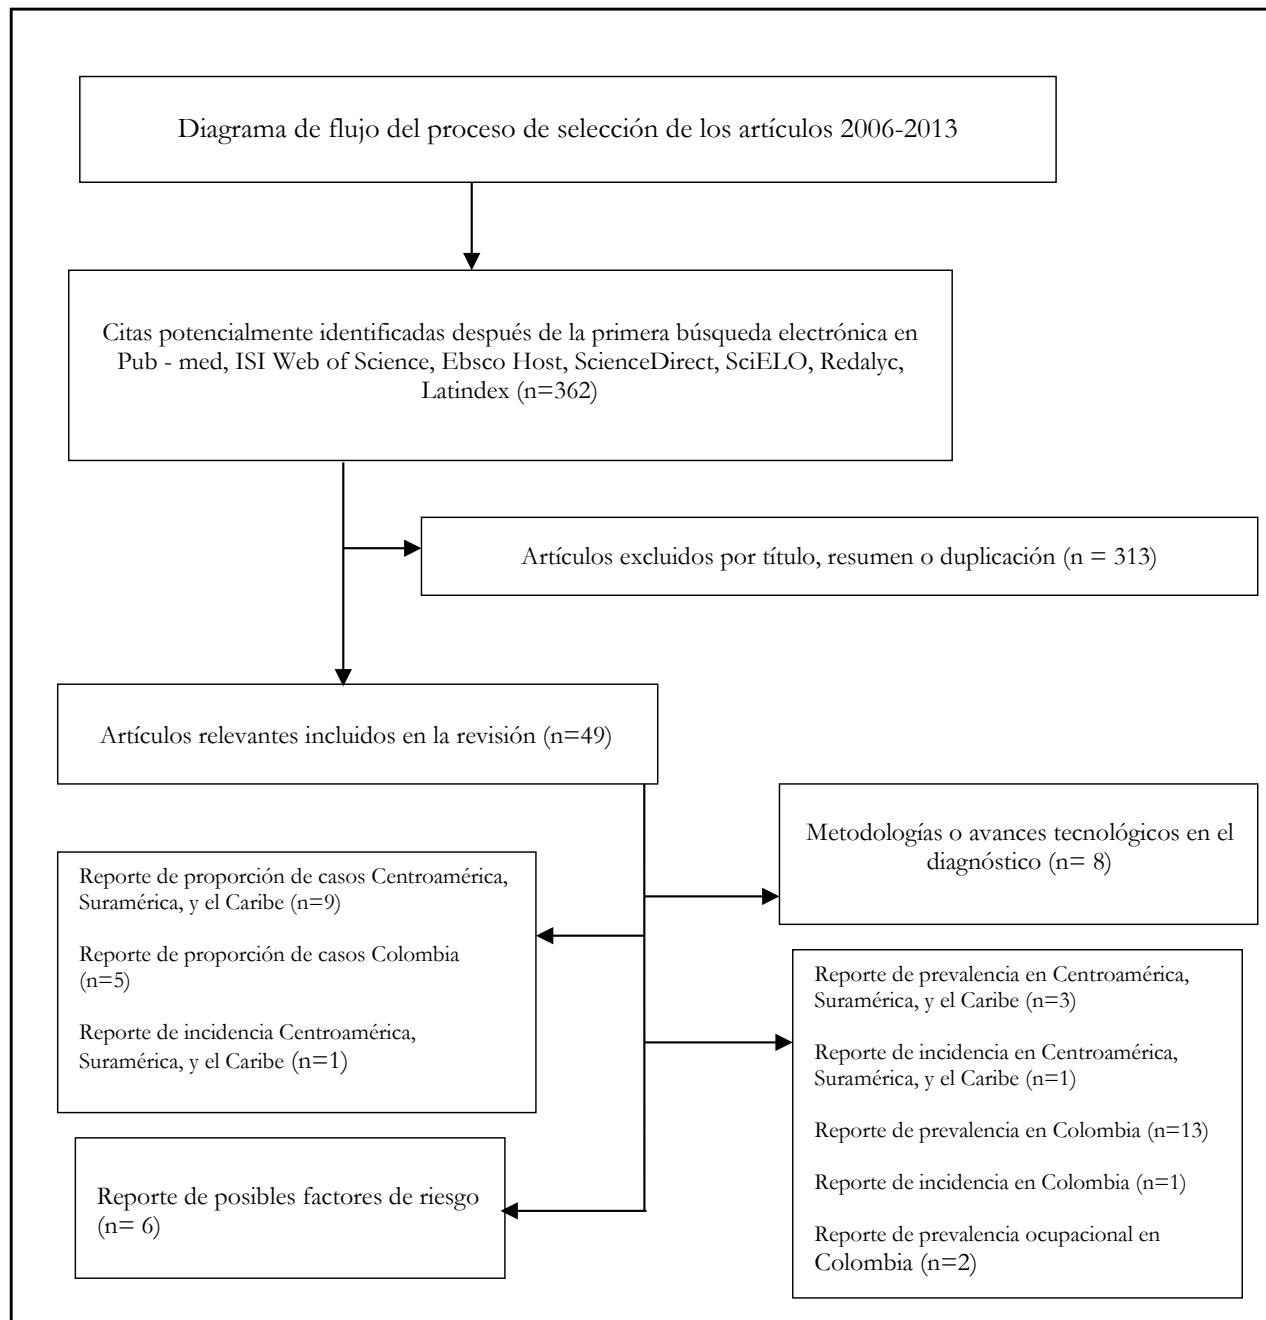 Diagrama de flujo del proceso de selección de los artículos 2006-2013
Citas potencialmente identificadas después de la primera búsqueda electrónica en
Pub - med, ISI Web of Science, Ebsco Host, ScienceDirect, SciELO, Redalyc,
Latindex (n=362)
Artículos excluidos por título, resumen o duplicación (n = 313)
Artículos relevantes incluidos en la revisión (n=49)
Metodologías o avances tecnológicos en el
diagnóstico (n= 8)
Reporte de proporción de casos Centroamérica,
Suramérica, y el Caribe (n=9)
Reporte de proporción de casos Colombia
(n=5)
Reporte de incidencia Centroamérica,
Suramérica, y el Caribe (n=1)
Reporte de prevalencia en Centroamérica,
Suramérica, y el Caribe (n=3)
Reporte de incidencia en Centroamérica,
Suramérica, y el Caribe (n=1)
Reporte de prevalencia en Colombia (n=13)
Reporte de incidencia en Colombia (n=1)
Reporte de prevalencia ocupacional en
Colombia (n=2)
Reporte de posibles factores de riesgo
(n= 6)